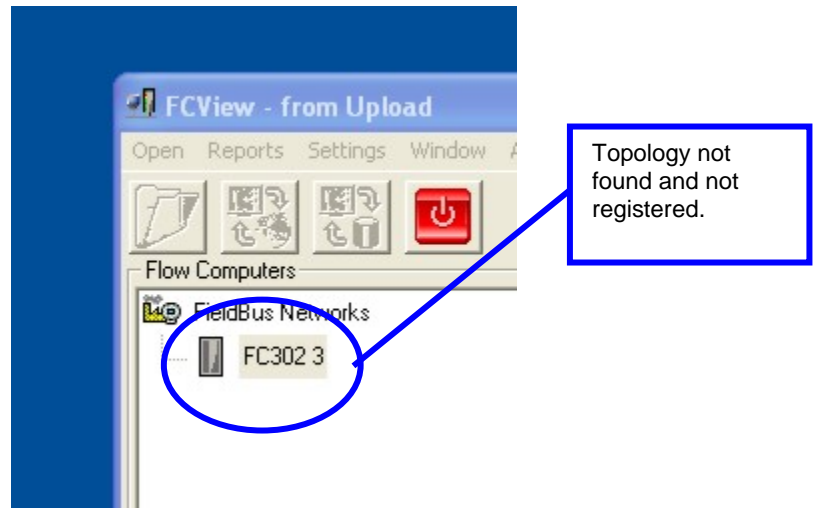 FCView - from Upload
Open Reports Settings Window
Flow Computers
FieldBus Networks
FC302 3
Topology not
found and not
registered.